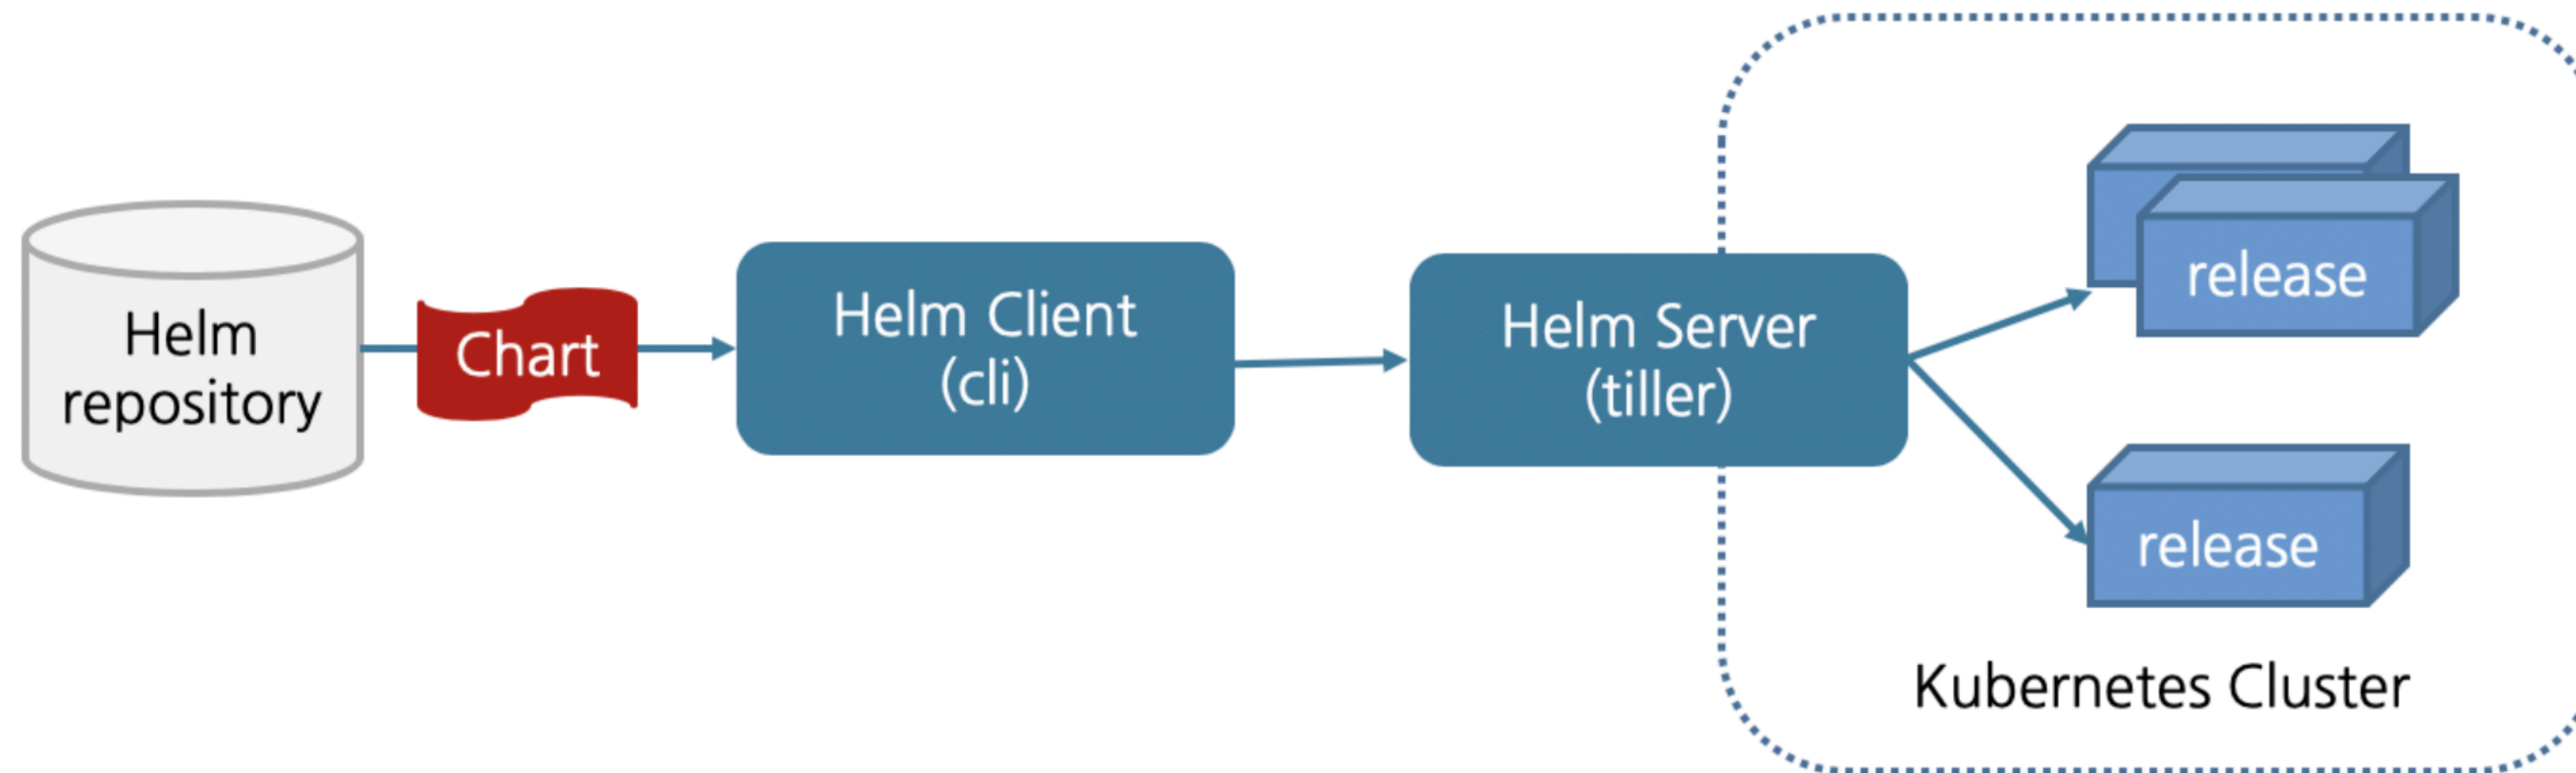 Helm
repository
Chart
Helm Client
(cli)
Helm Server
(tiller)
release
release
Kubernetes Cluster